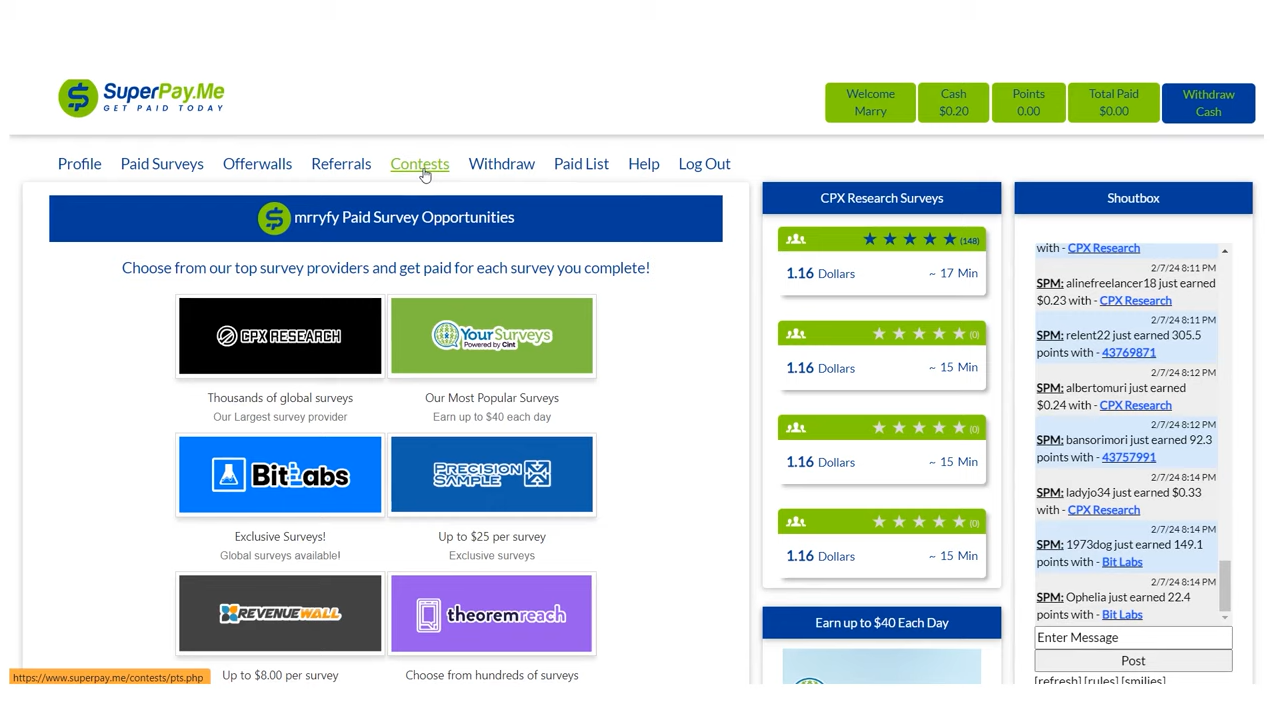 SuperPay.Me
GET PAID TODAY
Welcome
Marry
Cash
$0.20
Points
0.00
Total Paid
$0.00
Withdraw
Cash
Profile Paid Surveys Offerwalls Referrals Contests Withdraw Paid List Help Log Out
mrryfy Paid Survey Opportunities
Choose from our top survey providers and get paid for each survey you complete!
CPX RESEARCH
Thousands of global surveys
Our Largest survey provider
YourSurveys
Powered by Cint
Our Most Popular Surveys
Earn up to $40 each day
BitLabs
Exclusive Surveys!
Global surveys available!
PRECISION
SAMPLE
Up to $25 per survey
Exclusive surveys
REVENUEWALL
Up to $8.00 per survey
theoremreach
Choose from hundreds of surveys
https://www.superpay.me/contests/pts.php
CPX Research Surveys
(148)
1.16 Dollars ~ 17 Min
(0)
1.16 Dollars ~ 15 Min
(0)
1.16 Dollars ~ 15 Min
(0)
1.16 Dollars ~ 15 Min
Earn up to $40 Each Day
Shoutbox
with - CPX Research
2/7/24 8:11 PM
SPM: alinefreelancer18 just earned
$0.23 with - CPX Research
2/7/24 8:11 PM
SPM: relent22 just earned 305.5
points with - 43769871
2/7/24 8:12 PM
SPM: albertomuri just earned
$0.24 with - CPX Research
2/7/24 8:12 PM
SPM: bansorimori just earned 92.3
points with - 43757991
2/7/24 8:14 PM
SPM: ladyjo34 just earned $0.33
with - CPX Research
2/7/24 8:14 PM
SPM: 1973dog just earned 149.1
points with - Bit Labs
2/7/24 8:14 PM
SPM: Ophelia just earned 22.4
points with - Bit Labs
Enter Message
Post
[refresh] [rules] [smilies]